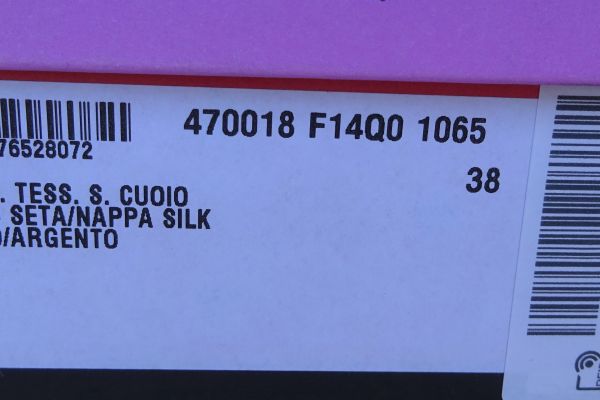 470018 F14Q0 1065
76528072
38
. TESS. S. CUOIO
SETA/NAPPA SILK
/ARGENTO